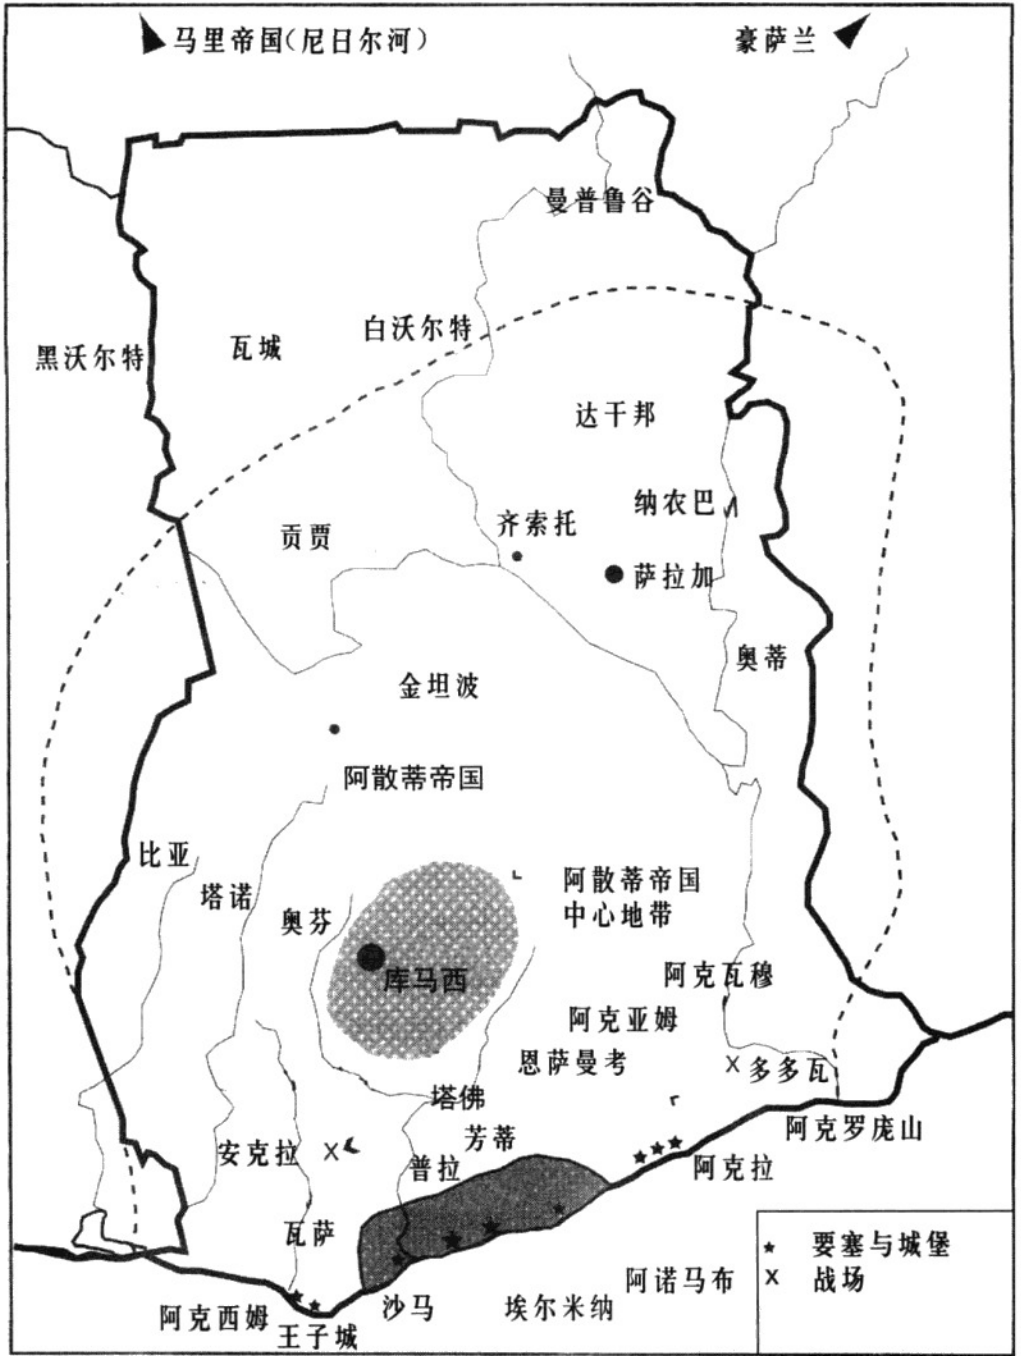 马里帝国(尼日尔河)
豪萨兰
曼普鲁谷
白沃尔特
瓦城
黑沃尔特
达干邦
纳农巴
齐索托
贡贾
萨拉加
奥蒂
金坦波
阿散蒂帝国
比亚
阿散蒂帝国
中心地带
塔诺
奥芬
库马西
阿克瓦穆
阿克亚姆
恩萨曼考
X 多多瓦
塔佛
阿克罗庞山
芳蒂
安克拉 X
普拉
阿克拉
瓦萨
★ 要塞与城堡
X 战场
阿诺马布
沙马
埃尔米纳
阿克西姆
王子城